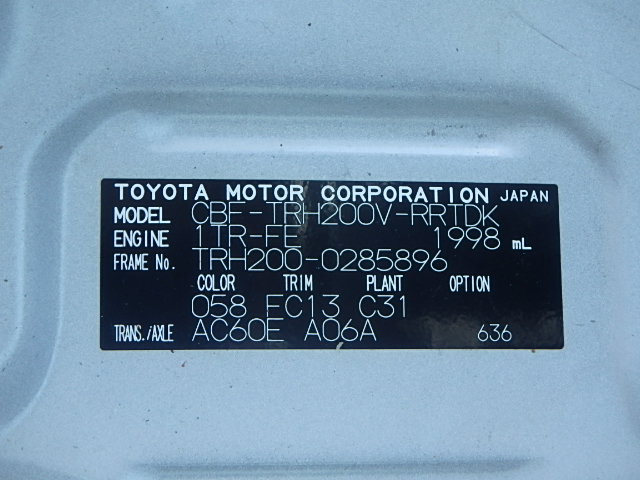 TOYOTA MOTOR CORPORATION JAPAN
MODEL CBF-TRH200V-RRTDK
ENGINE 1TR-FE 1998 mL
FRAME No. TRH200-0285896
COLOR TRIM PLANT OPTION
058 FC13 C31
TRANS./AXLE AC60E A06A 636